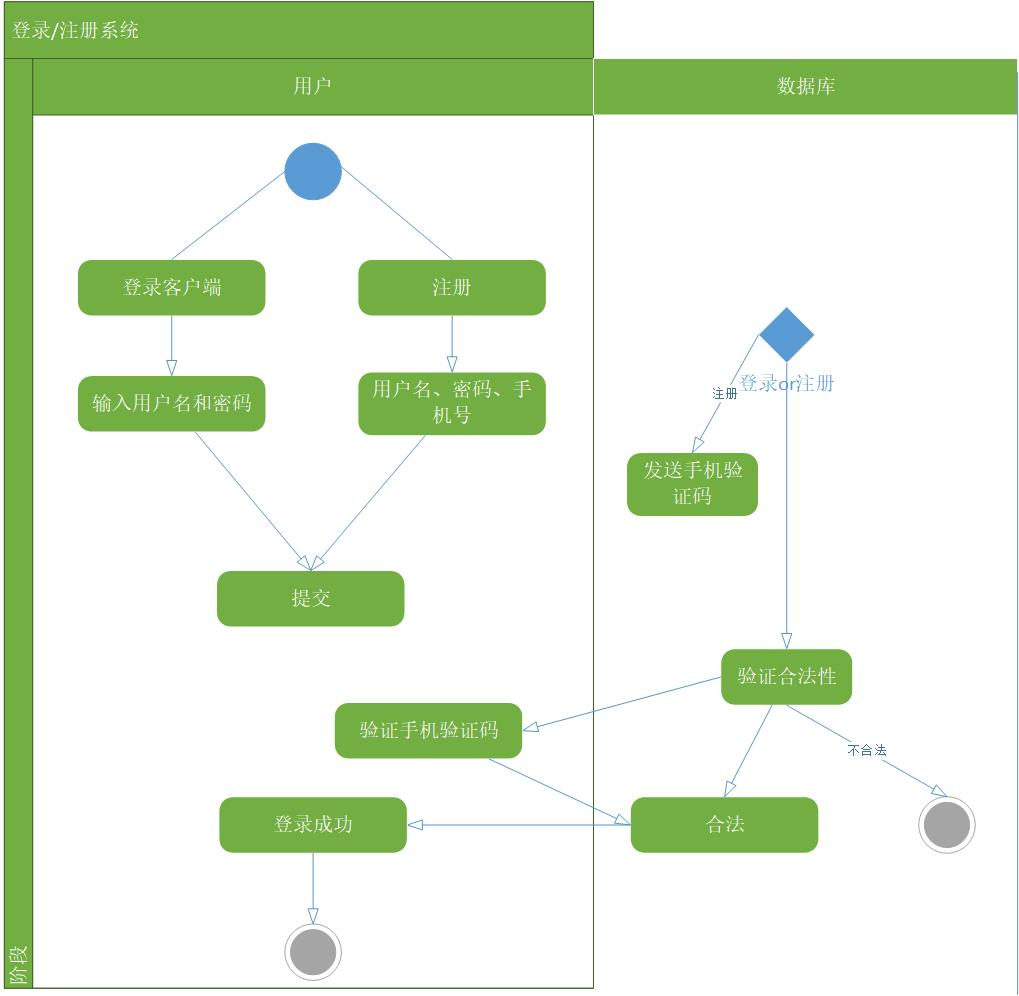 登录/注册系统
用户
数据库
登录客户端
注册
输入用户名和密码
用户名、密码、手
机号
登录or注册
注册
发送手机验
证码
提交
验证合法性
验证手机验证码
不合法
登录成功
合法
阶段